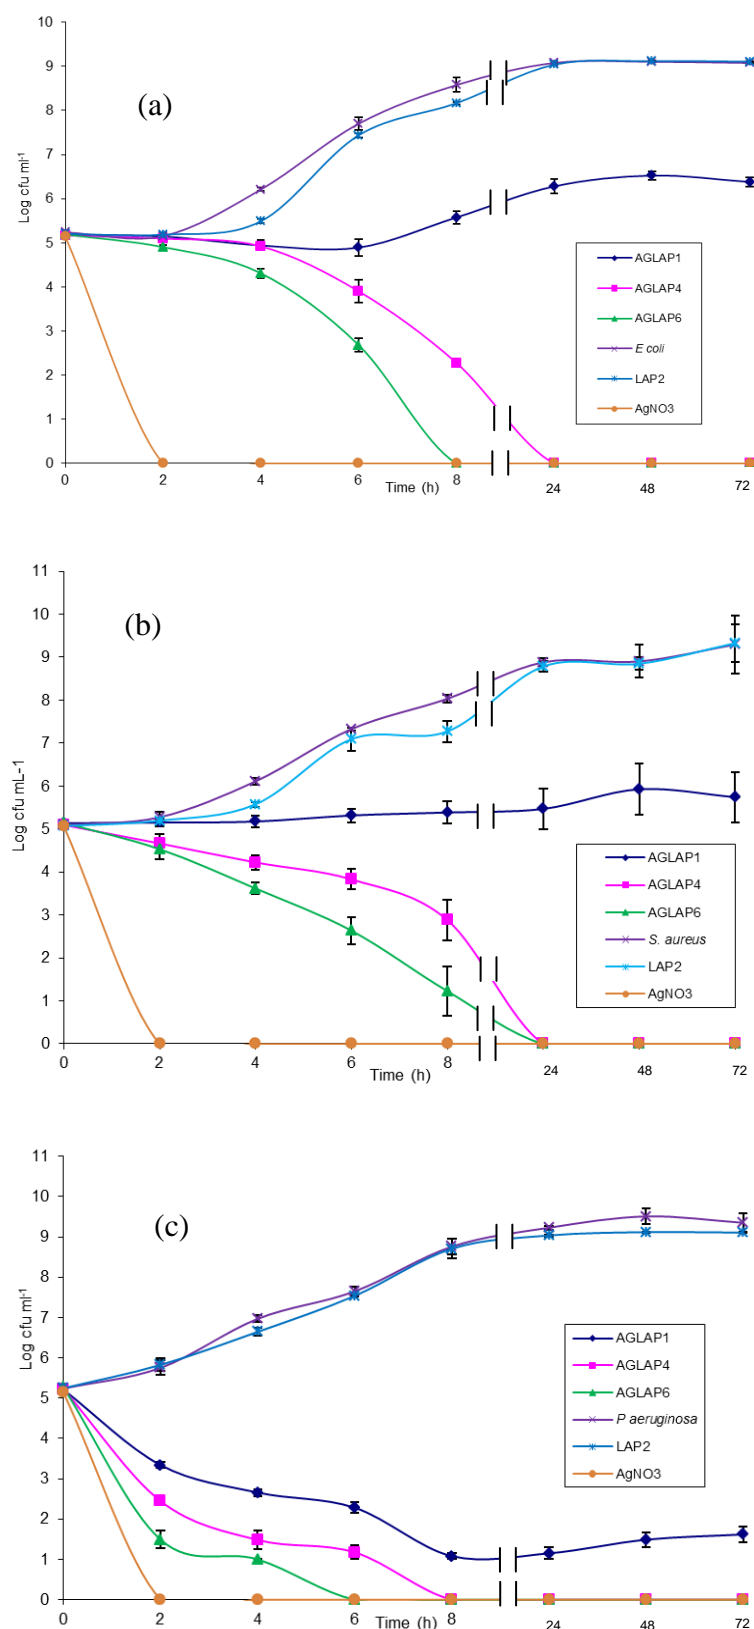 10
9
8
7
6
5
4
3
2
1
0
Log cfu ml-1
(a)
AGLAP1
AGLAP4
AGLAP6
E coli
LAP2
AgNO3
0 2 4 6 8 24 48 72
Time (h)
11
10
9
8
7
6
5
4
3
2
1
0
Log cfu mL-1
(b)
AGLAP1
AGLAP4
AGLAP6
S. aureus
LAP2
AgNO3
0 2 4 6 8 24 48 72
Time (h)
11
10
9
8
7
6
5
4
3
2
1
0
Log cfu ml-1
(c)
AGLAP1
AGLAP4
AGLAP6
P aeruginosa
LAP2
AgNO3
0 2 4 6 8 24 48 72
Time (h)